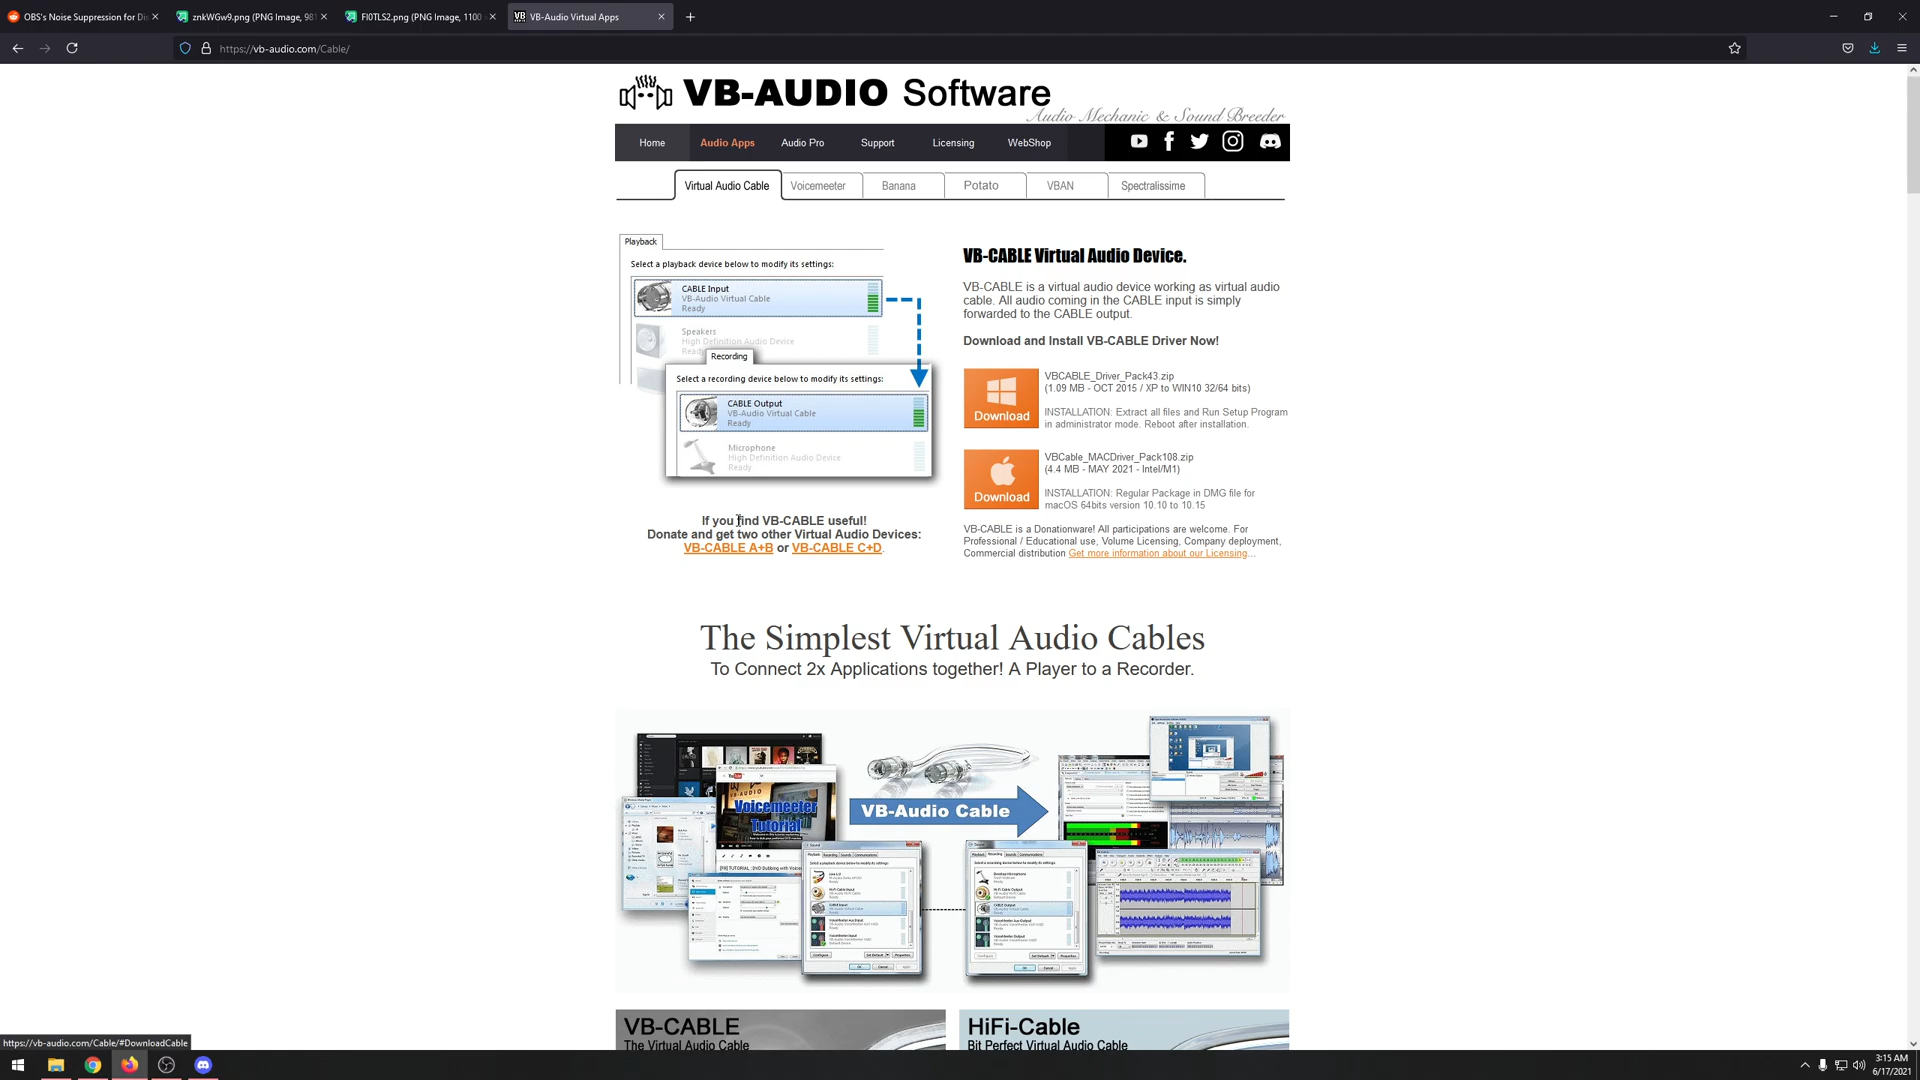 OBS's Noise Suppression for Di
znkWGw9.png (PNG Image, 981
FI0TLS2.png (PNG Image, 1100
VB-Audio Virtual Apps
https://vb-audio.com/Cable/
VB-AUDIO Software
Audio Mechanic & Sound Breeder
Home Audio Apps Audio Pro Support Licensing WebShop
Virtual Audio Cable Voicemeeter Banana Potato VBAN Spectralissime
Playback
Select a playback device below to modify its settings:
CABLE Input
VB-Audio Virtual Cable
Ready
Speakers
High Definition Audio Device
Recording
Select a recording device below to modify its settings:
CABLE Output
VB-Audio Virtual Cable
Ready
Microphone
High Definition Audio Device
Ready
If you find VB-CABLE useful!
Donate and get two other Virtual Audio Devices:
VB-CABLE A+B or VB-CABLE C+D.
VB-CABLE Virtual Audio Device.
VB-CABLE is a virtual audio device working as virtual audio
cable. All audio coming in the CABLE input is simply
forwarded to the CABLE output.
Download and Install VB-CABLE Driver Now!
Download
VBCABLE_Driver_Pack43.zip
(1.09 MB - OCT 2015 / XP to WIN10 32/64 bits)
INSTALLATION: Extract all files and Run Setup Program
in administrator mode. Reboot after installation.
Download
VBCable_MACDriver_Pack108.zip
(4.4 MB - MAY 2021 - Intel/M1)
INSTALLATION: Regular Package in DMG file for
macOS 64bits version 10.10 to 10.15
VB-CABLE is a Donationware! All participations are welcome. For
Professional / Educational use, Volume Licensing, Company deployment,
Commercial distribution Get more information about our Licensing...
The Simplest Virtual Audio Cables
To Connect 2x Applications together! A Player to a Recorder.
Voicemeeter
Tutorial
VB-Audio Cable
VB-CABLE
The Virtual Audio Cable
HiFi-Cable
Bit Perfect Virtual Audio Cable
https://vb-audio.com/Cable/#DownloadCable
3:15 AM
6/17/2021